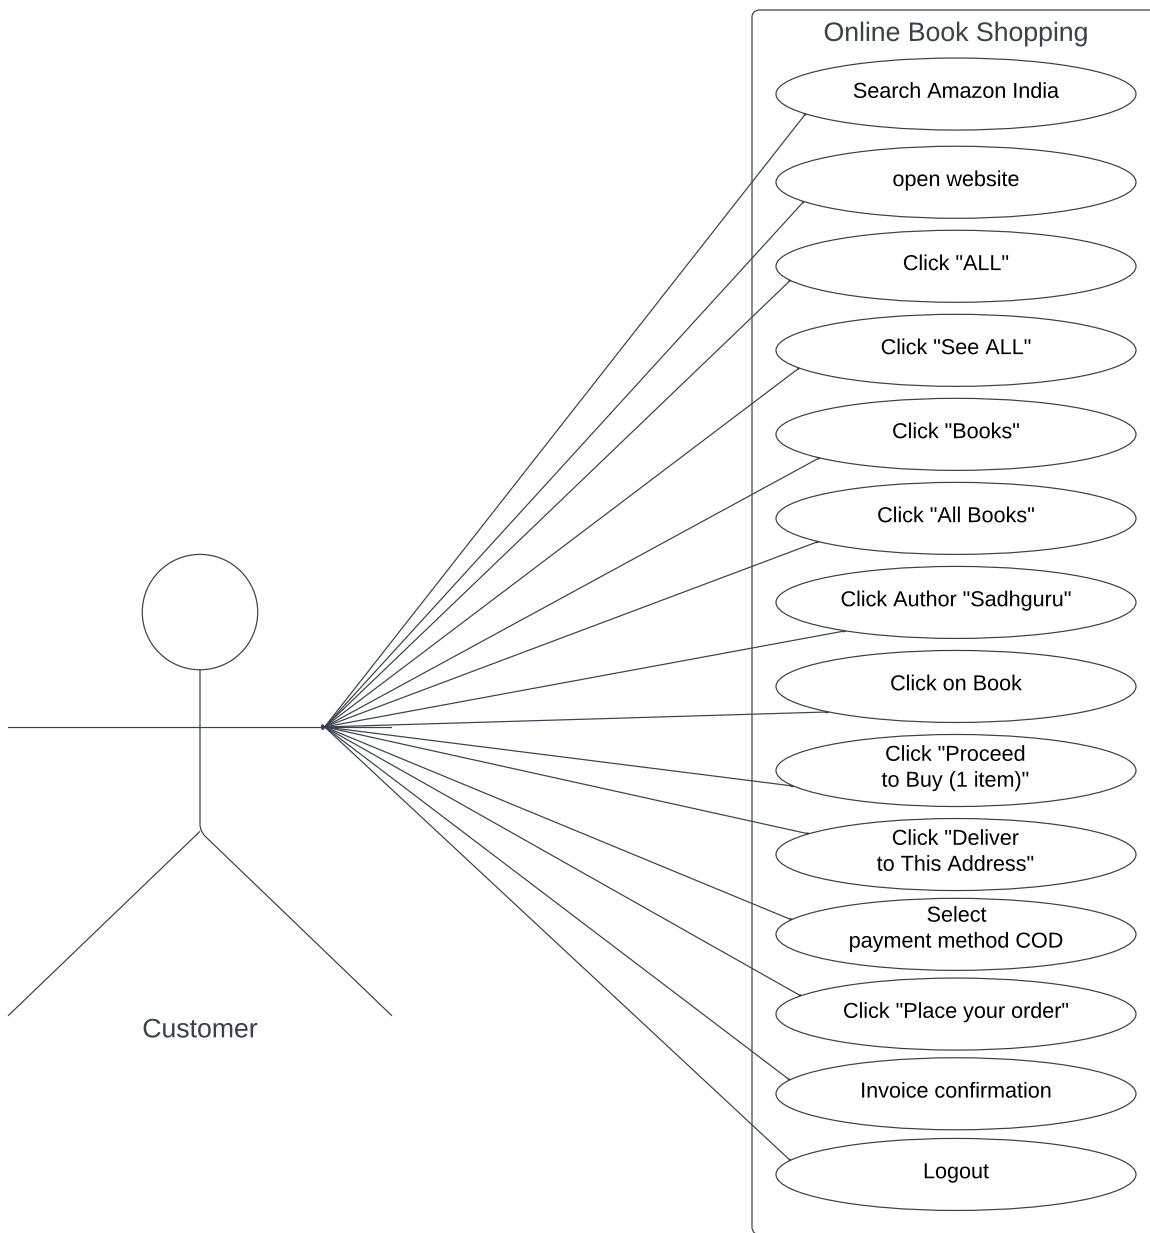 Online Book Shopping
Search Amazon India
open website
Click "ALL"
Click "See ALL"
Click "Books"
Click "All Books"
Click Author "Sadhguru"
Click on Book
Click "Proceed
to Buy (1 item)"
Click "Deliver
to This Address"
Select
payment method COD
Click "Place your order"
Invoice confirmation
Logout
Customer